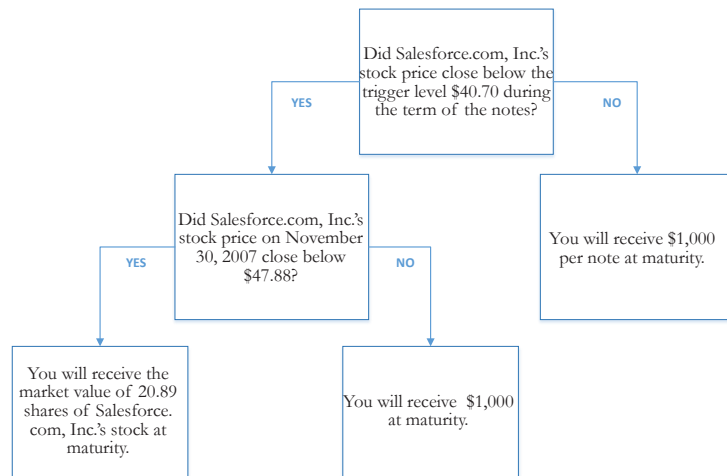 Did Salesforce.com, Inc.'s
stock price close below the
trigger level $40.70 during
the term of the notes?
YES
NO
Did Salesforce.com, Inc.'s
stock price on November
30, 2007 close below
$47.88?
You will receive $1,000
per note at maturity.
YES
NO
You will receive the
market value of 20.89
shares of Salesforce.
com, Inc.'s stock at
maturity.
You will receive $1,000
at maturity.